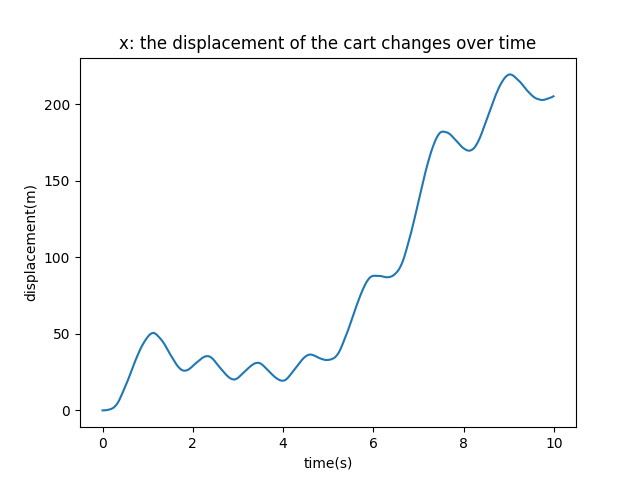 x: the displacement of the cart changes over time
displacement(m)
200
150
100
50
0
0 2 4 6 8 10
time(s)